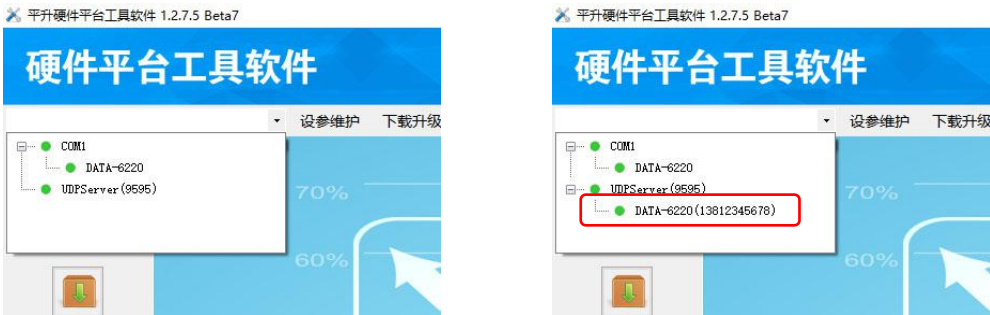 平升硬件平台工具软件 1.2.7.5 Beta7
硬件平台工具软件
设参维护 下载升级
COM1
DATA-6220
UDPServer(9595)
70%
60%
平升硬件平台工具软件 1.2.7.5 Beta7
硬件平台工具软件
设参维护 下载升级
COM1
DATA-6220
UDPServer(9595)
DATA-6220(13812345678)
70%
60%